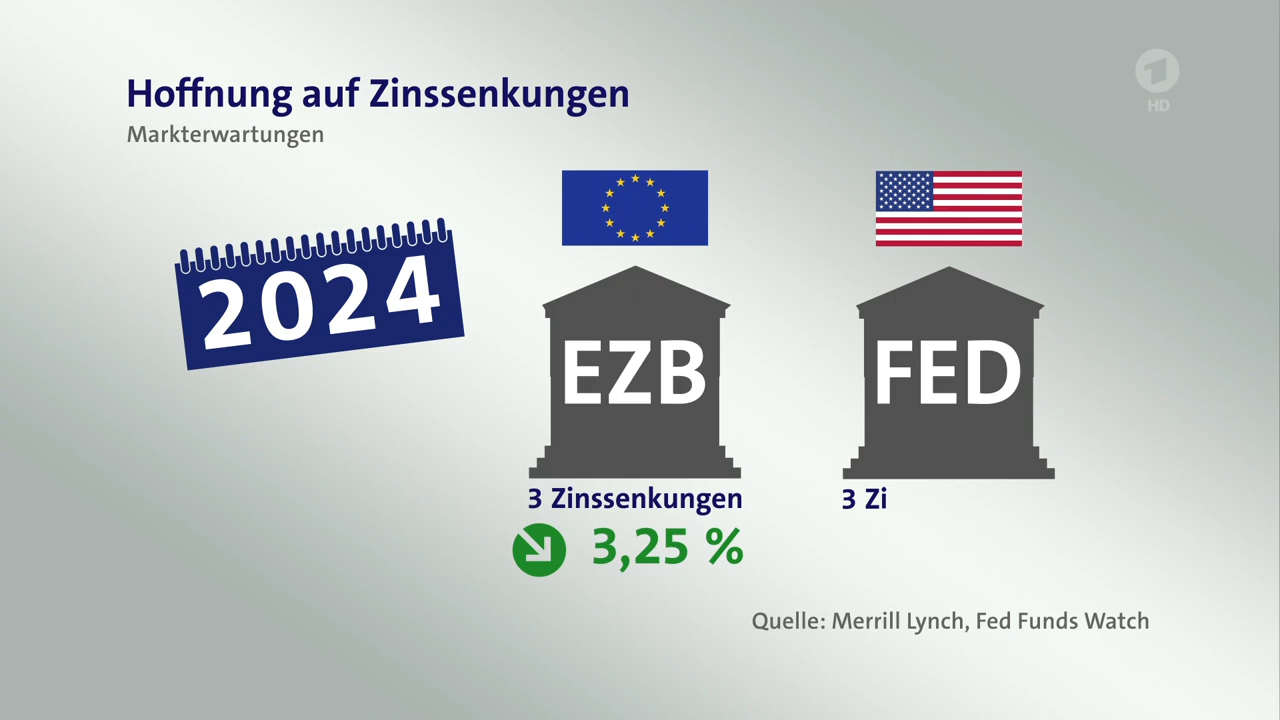 Hoffnung auf Zinssenkungen
Markterwartungen
HD
2024
EZB
FED
3 Zinssenkungen
3 Zi
3,25 %
Quelle: Merrill Lynch, Fed Funds Watch